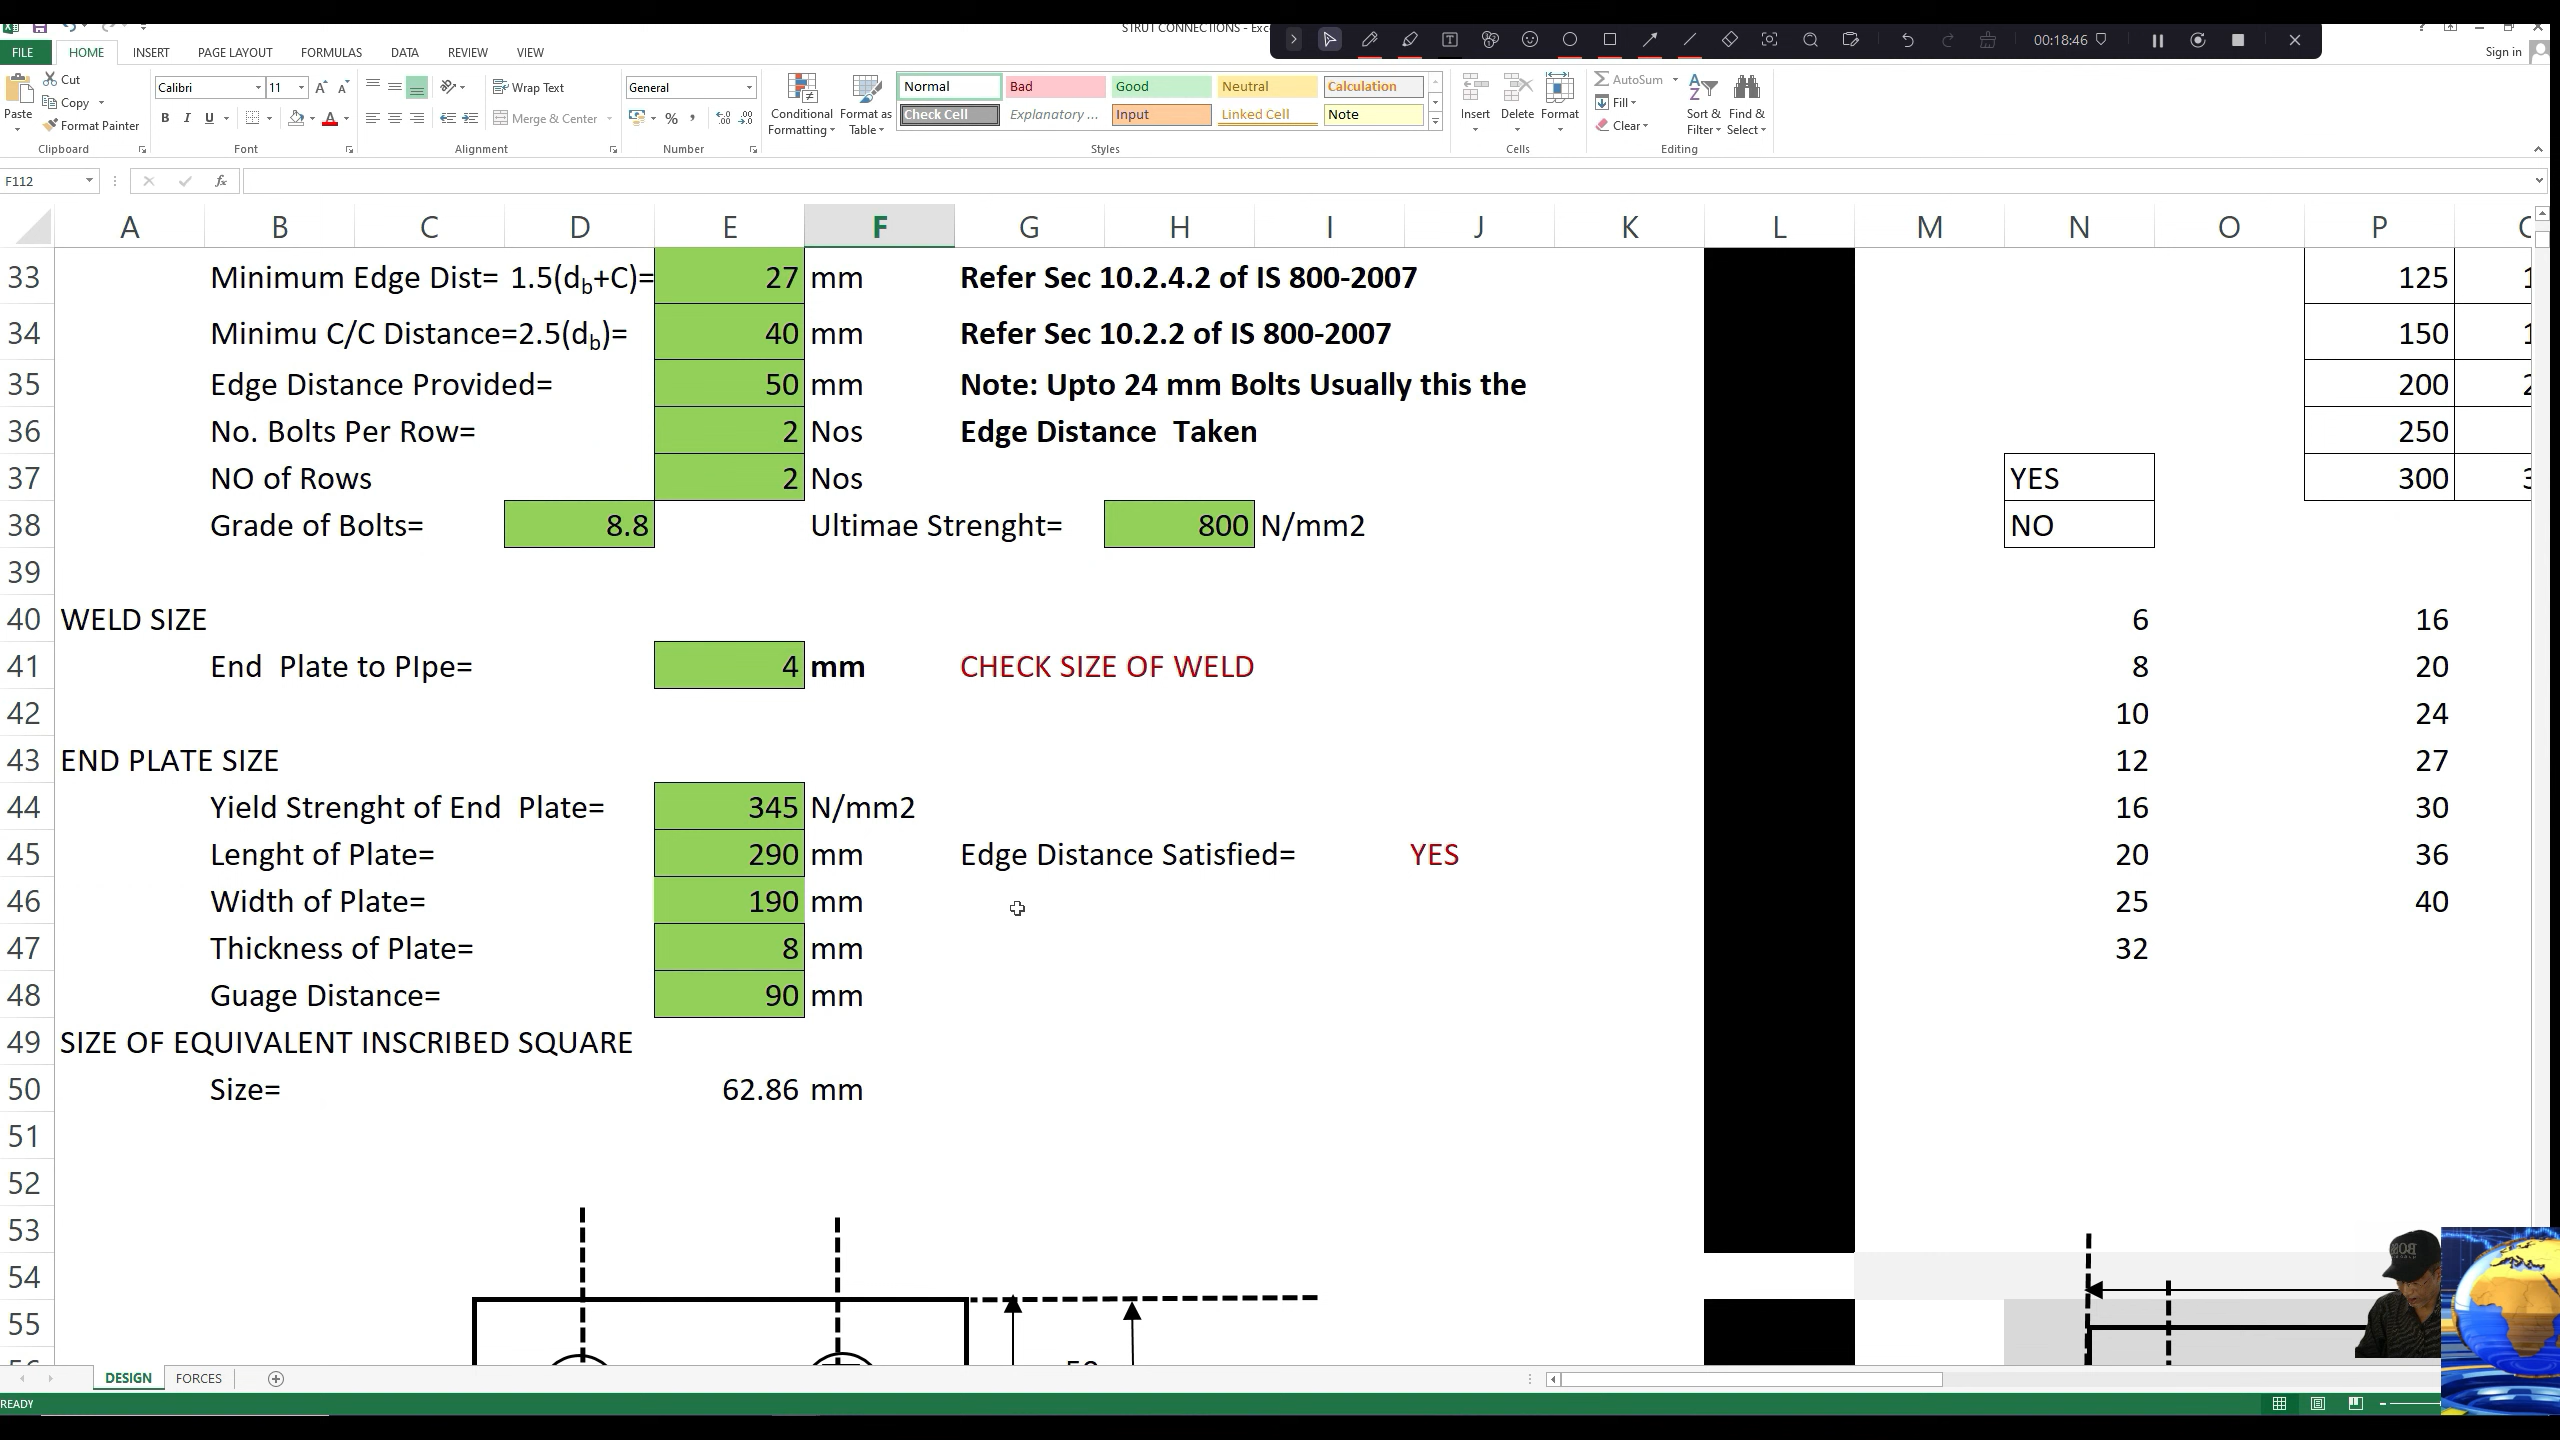 STRUT CONNECTIONS - Exce
00:18:46
FILE HOME INSERT PAGE LAYOUT FORMULAS DATA REVIEW VIEW
Sign in
Paste
Cut
Copy
Format Painter
Calibri 11
B I U
Wrap Text
Merge & Center
General
Conditional Formatting
Format as Table
Normal Bad Good Neutral Calculation
Check Cell Explanatory ... Input Linked Cell Note
Insert Delete Format
AutoSum
Fill
Clear
Sort & Filter
Find & Select
Clipboard Font Alignment Number Styles Cells Editing
F112 fx
A B C D E F G H I J K L M N O P
33 Minimum Edge Dist= 1.5(db+C)= 27 mm Refer Sec 10.2.4.2 of IS 800-2007 125 1
34 Minimu C/C Distance=2.5(db)= 40 mm Refer Sec 10.2.2 of IS 800-2007 150 1
35 Edge Distance Provided= 50 mm Note: Upto 24 mm Bolts Usually this the 200 2
36 No. Bolts Per Row= 2 Nos Edge Distance Taken 250
37 NO of Rows 2 Nos YES 300 3
38 Grade of Bolts= 8.8 Ultimae Strenght= 800 N/mm2 NO
39
40 WELD SIZE 6 16
41 End Plate to PIpe= 4 mm CHECK SIZE OF WELD 8 20
42 10 24
43 END PLATE SIZE 12 27
44 Yield Strenght of End Plate= 345 N/mm2 16 30
45 Lenght of Plate= 290 mm Edge Distance Satisfied= YES 20 36
46 Width of Plate= 190 mm 25 40
47 Thickness of Plate= 8 mm 32
48 Guage Distance= 90 mm
49 SIZE OF EQUIVALENT INSCRIBED SQUARE
50 Size= 62.86 mm
51
52
53
54
55
DESIGN FORCES
READY